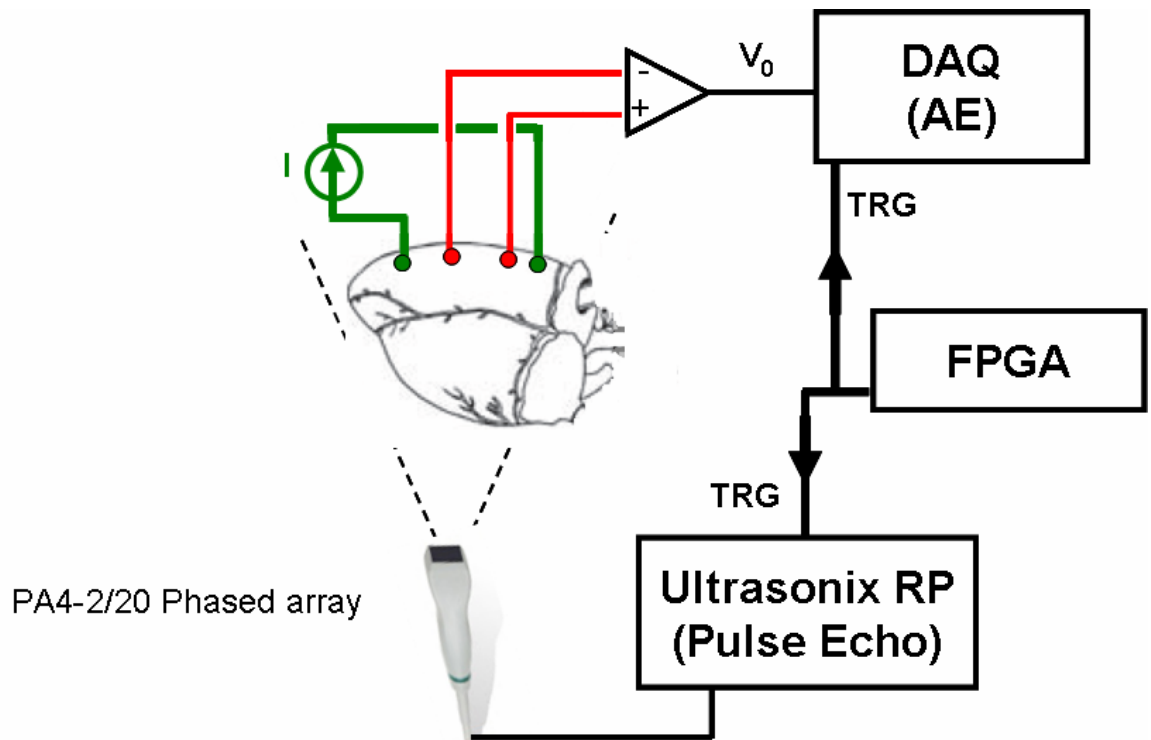 DAQ
(AE)
V0
-
+
I
TRG
FPGA
TRG
Ultrasonix RP
(Pulse Echo)
PA4-2/20 Phased array